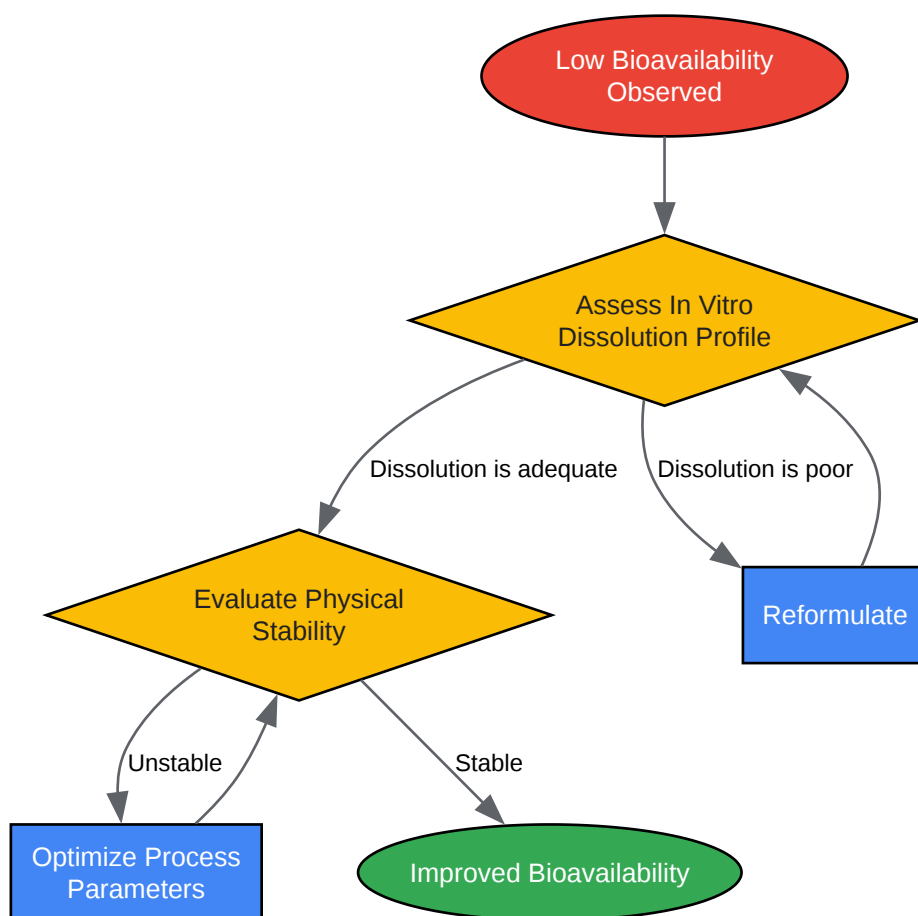 Low Bioavailability
Observed
Assess In Vitro
Dissolution Profile
Dissolution is adequate
Dissolution is poor
Evaluate Physical
Stability
Reformulate
Unstable
Stable
Optimize Process
Parameters
Improved Bioavailability